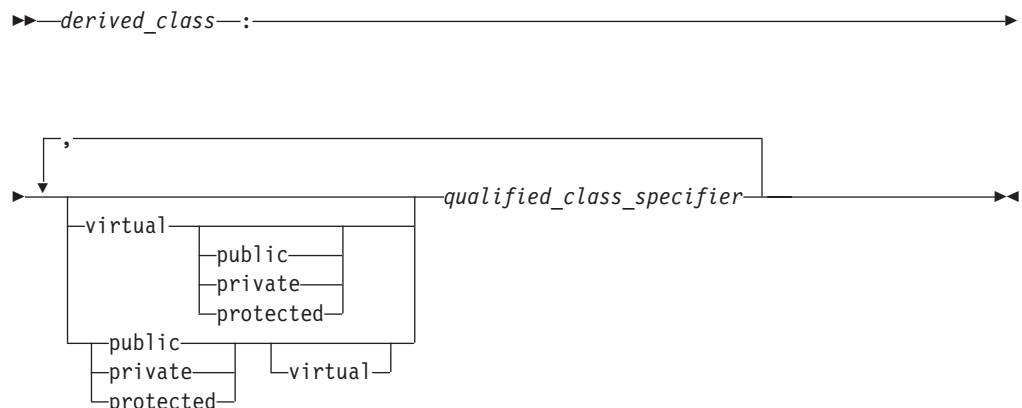 derived_class :
,
qualified_class_specifier
virtual
public
private
protected
public
private virtual
protected